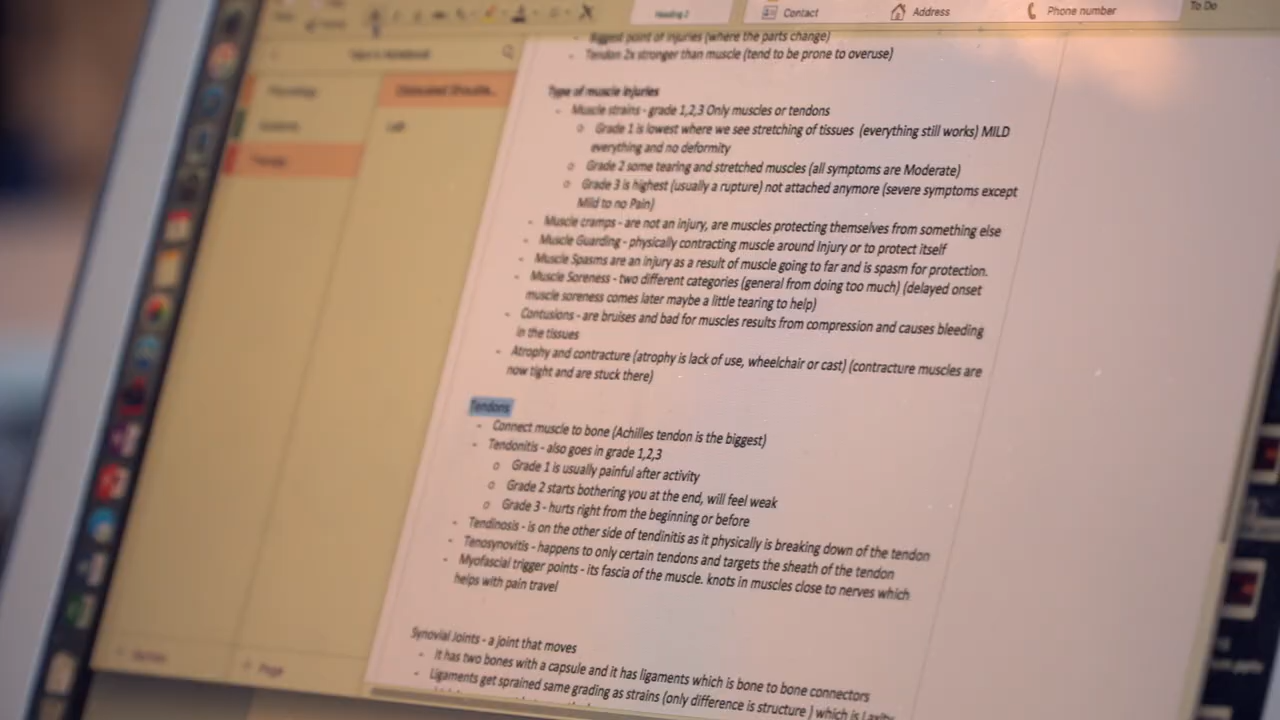 Heading 2
Contact
Address
Phone number
To Do
- Biggest point of injuries (where the parts change)
- Tendon 2x stronger than muscle (tend to be prone to overuse)
Type of muscle injuries
- Muscle strains - grade 1,2,3 Only muscles or tendons
o Grade 1 is lowest where we see stretching of tissues (everything still works) MILD
everything and no deformity
o Grade 2 some tearing and stretched muscles (all symptoms are Moderate)
o Grade 3 is highest (usually a rupture) not attached anymore (severe symptoms except
Mild to no Pain)
- Muscle cramps - are not an injury, are muscles protecting themselves from something else
- Muscle Guarding - physically contracting muscle around Injury or to protect itself
- Muscle Spasms are an injury as a result of muscle going to far and is spasm for protection.
- Muscle Soreness - two different categories (general from doing too much) (delayed onset
muscle soreness comes later maybe a little tearing to help)
- Contusions - are bruises and bad for muscles results from compression and causes bleeding
in the tissues
- Atrophy and contracture (atrophy is lack of use, wheelchair or cast) (contracture muscles are
now tight and are stuck there)
Tendons
- Connect muscle to bone (Achilles tendon is the biggest)
- Tendonitis - also goes in grade 1,2,3
o Grade 1 is usually painful after activity
o Grade 2 starts bothering you at the end, will feel weak
o Grade 3 - hurts right from the beginning or before
- Tendinosis - is on the other side of tendinitis as it physically is breaking down of the tendon
- Tenosynovitis - happens to only certain tendons and targets the sheath of the tendon
- Myofascial trigger points - its fascia of the muscle. knots in muscles close to nerves which
helps with pain travel
Synovial Joints - a joint that moves
- It has two bones with a capsule and it has ligaments which is bone to bone connectors
- Ligaments get sprained same grading as strains (only difference is structure ) which is Laxity
+ Page